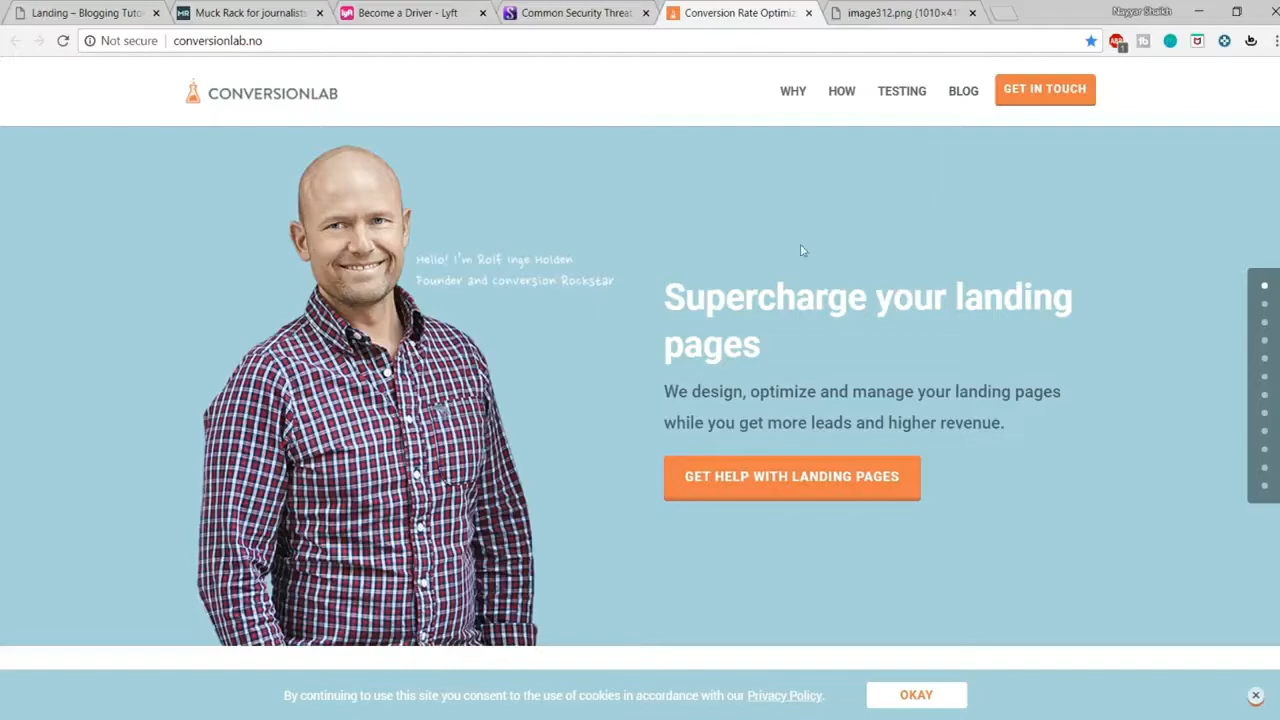 Landing – Blogging Tuto
Muck Rack for journalists
Become a Driver - Lyft
Common Security Threat
Conversion Rate Optimiz
image312.png (1010×41
Nayyar Shaikh
Not secure
conversionlab.no
CONVERSIONLAB
WHY
HOW
TESTING
BLOG
GET IN TOUCH
Hello! I'm Rolf Inge Holden
Founder and conversion Rockstar
Supercharge your landing
pages
We design, optimize and manage your landing pages
while you get more leads and higher revenue.
GET HELP WITH LANDING PAGES
By continuing to use this site you consent to the use of cookies in accordance with our Privacy Policy.
OKAY